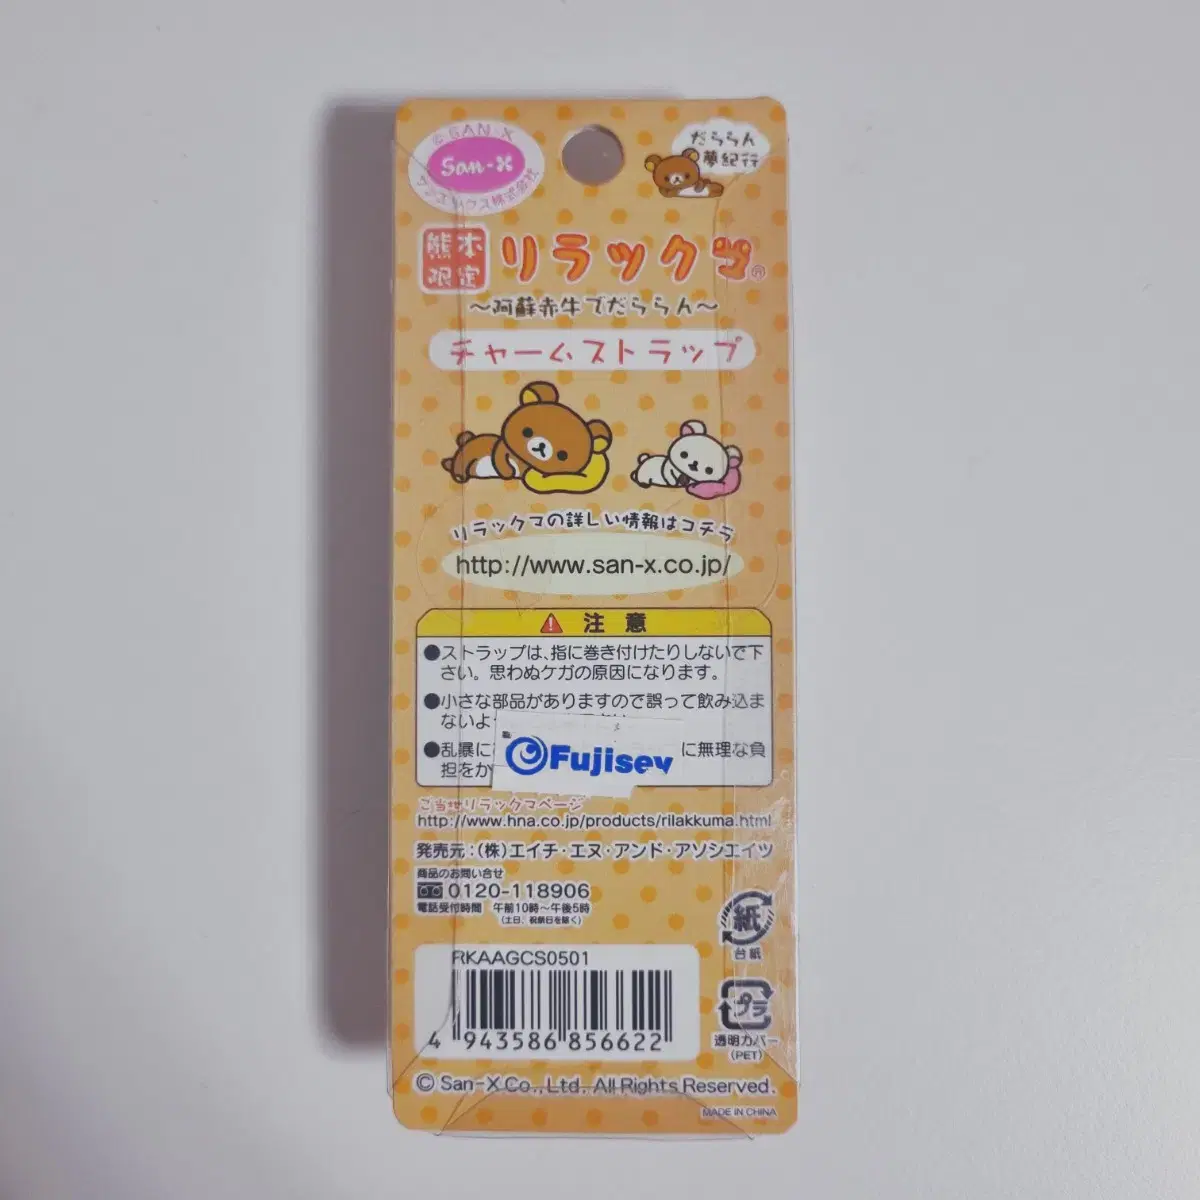 © SAN-X
San-X
サンエックス株式会社
だららん
夢紀行
熊本
限定
リラックマ®
〜阿蘇赤牛でだららん〜
チャームストラップ
リラックマの詳しい情報はコチラ
http://www.san-x.co.jp/
注意
●ストラップは、指に巻き付けたりしないで下
さい。思わぬケガの原因になります。
●小さな部品がありますので誤って飲み込ま
ないよ
●乱暴に
に無理な負
担をか
Fujisey
ご当地リラックマページ
http://www.hna.co.jp/products/rilakkuma.html
発売元:(株)エイチ・エヌ・アンド・アソシエイツ
商品のお問い合せ
0120-118906
電話受付時間 午前10時〜午後5時
(土日、祝祭日を除く)
紙
台紙
RKAAGCS0501
4 943586 856622
プラ
透明カバー
(PET)
© San-X Co., Ltd. All Rights Reserved.
MADE IN CHINA